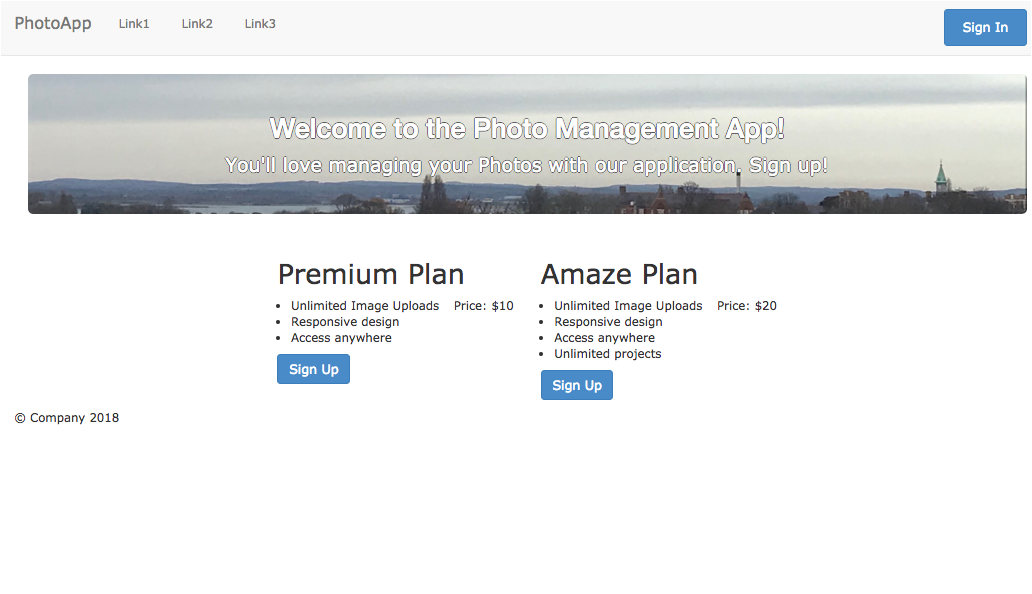 PhotoApp Link1 Link2 Link3 Sign In
Welcome to the Photo Management App!
You'll love managing your Photos with our application. Sign up!
Premium Plan
Unlimited Image Uploads Price: $10
Responsive design
Access anywhere
Sign Up
Amaze Plan
Unlimited Image Uploads Price: $20
Responsive design
Access anywhere
Unlimited projects
Sign Up
© Company 2018